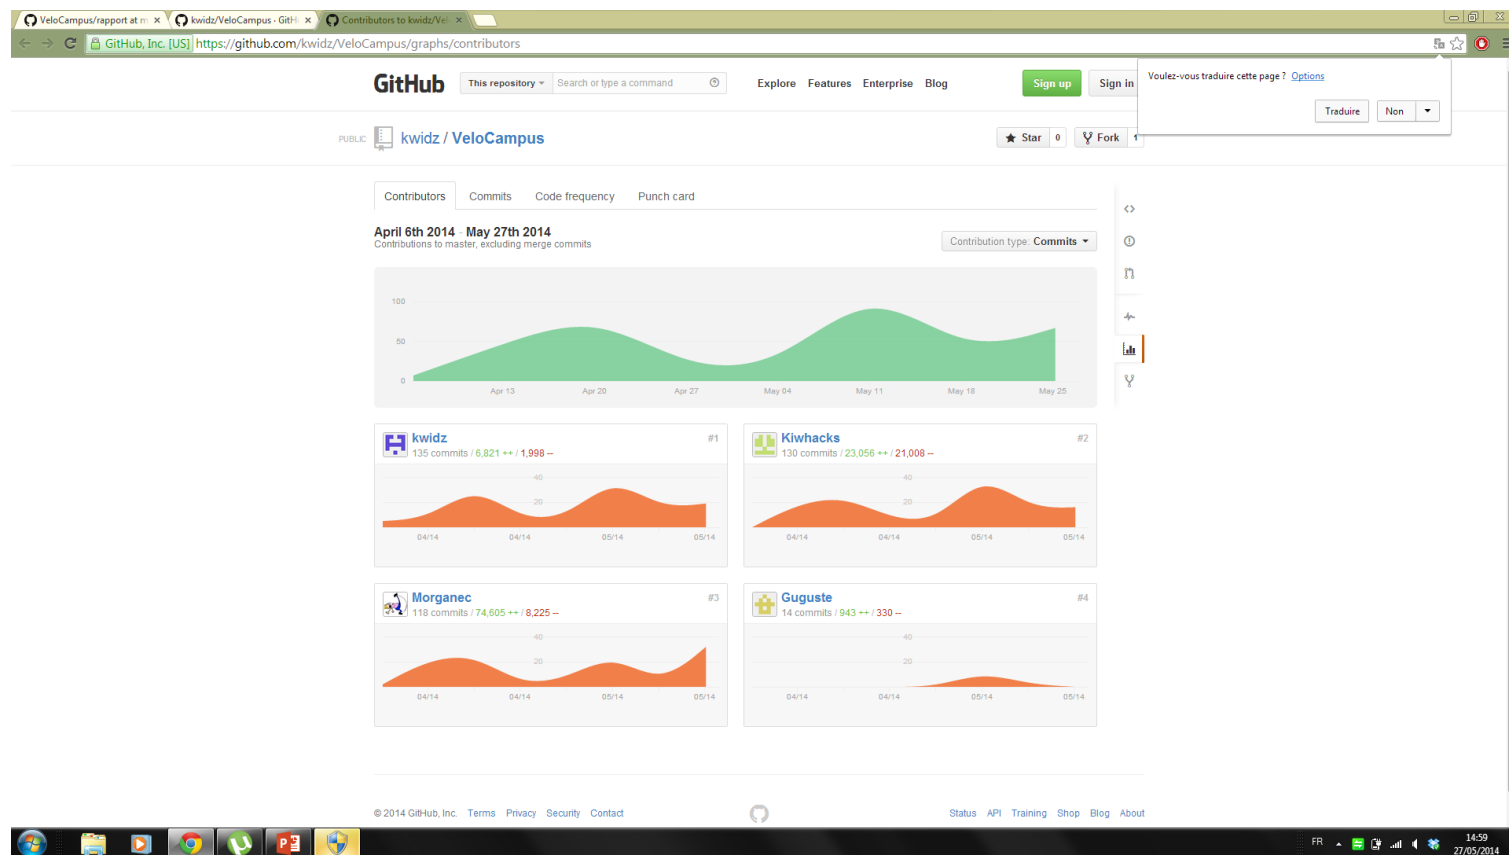 VeloCampus/rapport at m
kwidz/VeloCampus · GitH
Contributors to kwidz/Vel
GitHub, Inc. [US] https://github.com/kwidz/VeloCampus/graphs/contributors
Voulez-vous traduire cette page ? Options
Traduire Non
GitHub This repository Search or type a command Explore Features Enterprise Blog Sign up Sign in
PUBLIC kwidz / VeloCampus Star 0 Fork 1
Contributors Commits Code frequency Punch card
April 6th 2014 - May 27th 2014
Contributions to master, excluding merge commits
Contribution type: Commits
100
50
0
Apr 13 Apr 20 Apr 27 May 04 May 11 May 18 May 25
kwidz #1
135 commits / 6,821 ++ / 1,998 --
40
20
04/14 04/14 05/14 05/14
Kiwhacks #2
130 commits / 23,056 ++ / 21,008 --
40
20
04/14 04/14 05/14 05/14
Morganec #3
118 commits / 74,605 ++ / 8,225 --
40
20
04/14 04/14 05/14 05/14
Guguste #4
14 commits / 943 ++ / 330 --
40
20
04/14 04/14 05/14 05/14
© 2014 GitHub, Inc. Terms Privacy Security Contact Status API Training Shop Blog About
FR 14:59
27/05/2014